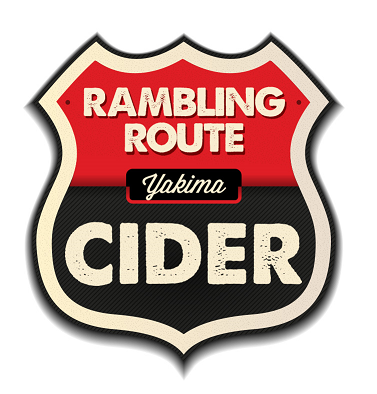 RAMBLING
ROUTE
Yakima
CIDER